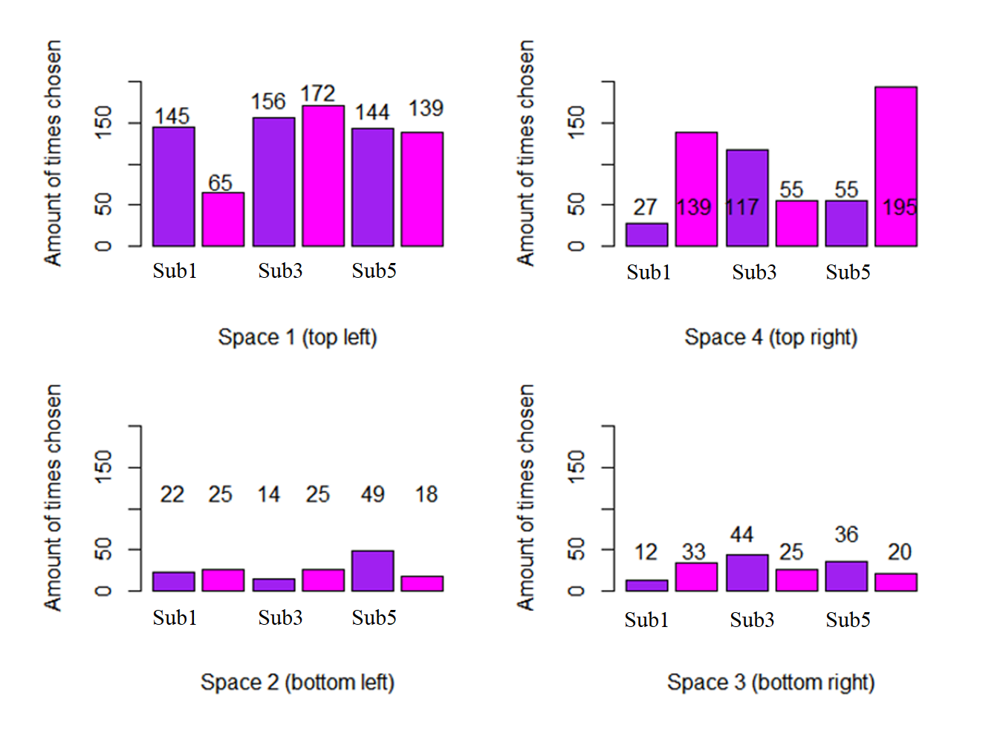 Amount of times chosen
150
50
0
145
65
156
172
144
139
Sub1 Sub3 Sub5
Space 1 (top left)
Amount of times chosen
150
50
0
27
139
117
55
55
195
Sub1 Sub3 Sub5
Space 4 (top right)
Amount of times chosen
150
50
0
22 25 14 25 49 18
Sub1 Sub3 Sub5
Space 2 (bottom left)
Amount of times chosen
150
50
0
12
33
44
25
36
20
Sub1 Sub3 Sub5
Space 3 (bottom right)